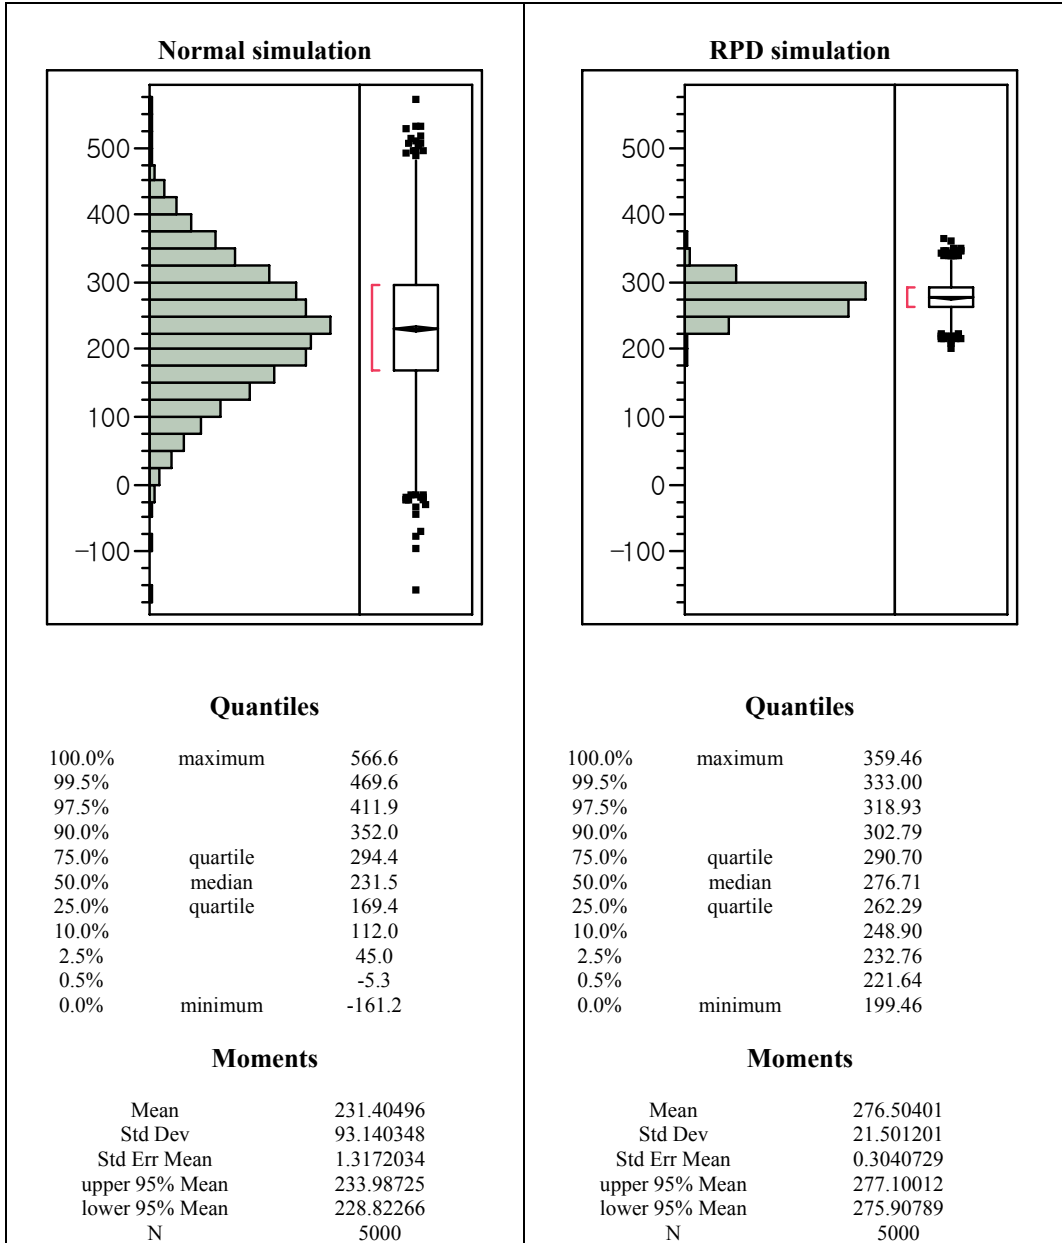 Normal simulation
500
400
300
200
100
0
−100
Quantiles
100.0% maximum 566.6
99.5% 469.6
97.5% 411.9
90.0% 352.0
75.0% quartile 294.4
50.0% median 231.5
25.0% quartile 169.4
10.0% 112.0
2.5% 45.0
0.5% -5.3
0.0% minimum -161.2
Moments
Mean 231.40496
Std Dev 93.140348
Std Err Mean 1.3172034
upper 95% Mean 233.98725
lower 95% Mean 228.82266
N 5000
RPD simulation
500
400
300
200
100
0
−100
Quantiles
100.0% maximum 359.46
99.5% 333.00
97.5% 318.93
90.0% 302.79
75.0% quartile 290.70
50.0% median 276.71
25.0% quartile 262.29
10.0% 248.90
2.5% 232.76
0.5% 221.64
0.0% minimum 199.46
Moments
Mean 276.50401
Std Dev 21.501201
Std Err Mean 0.3040729
upper 95% Mean 277.10012
lower 95% Mean 275.90789
N 5000